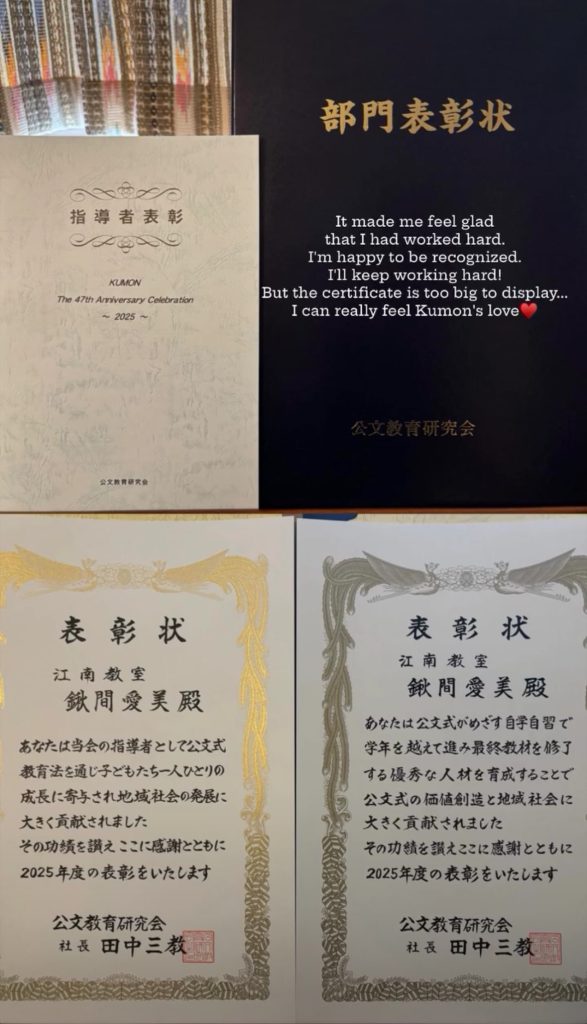 部門表彰状
It made me feel glad
that I had worked hard.
I'm happy to be recognized.
I'll keep working hard!
But the certificate is too big to display...
I can really feel Kumon's love❤️
公文教育研究会
指導者表彰
KUMON
The 47th Anniversary Celebration
～ 2025 ～
公文教育研究会
表彰状
江南教室
鍬間愛美殿
あなたは当会の指導者として公文式
教育法を通じ子どもたち一人ひとりの
成長に寄与され地域社会の発展に
大きく貢献されました
その功績を讃えここに感謝とともに
2025年度の表彰をいたします
公文教育研究会
社長 田中三教
表彰状
江南教室
鍬間愛美殿
あなたは公文式がめざす自学自習で
学年を越えて進み最終教材を修了
する優秀な人材を育成することで
公文式の価値創造と地域社会に
大きく貢献されました
その功績を讃えここに感謝とともに
2025年度の表彰をいたします
公文教育研究会
社長 田中三教